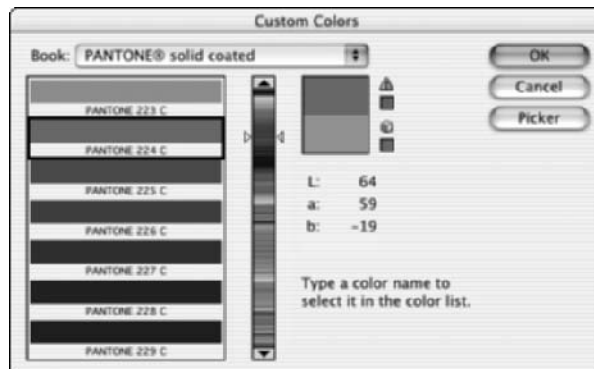 Custom Colors
Book: PANTONE® solid coated
OK
Cancel
Picker
PANTONE 223 C
PANTONE 224 C
PANTONE 225 C
PANTONE 226 C
PANTONE 227 C
PANTONE 228 C
PANTONE 229 C
L: 64
a: 59
b: -19
Type a color name to
select it in the color list.